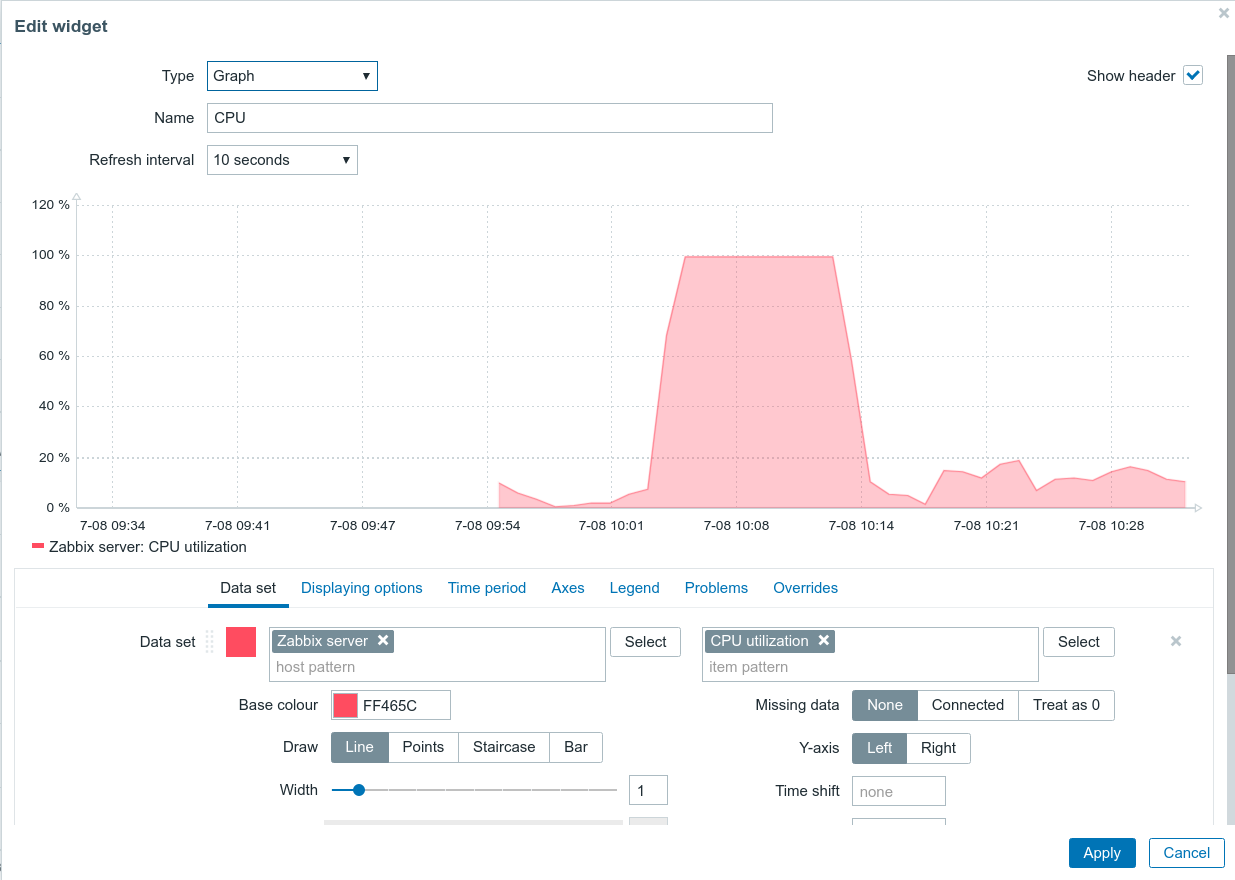 Edit widget
Type Graph Show header
Name CPU
Refresh interval 10 seconds
120 %
100 %
80 %
60 %
40 %
20 %
0 %
7-08 09:34 7-08 09:41 7-08 09:47 7-08 09:54 7-08 10:01 7-08 10:08 7-08 10:14 7-08 10:21 7-08 10:28
Zabbix server: CPU utilization
Data set Displaying options Time period Axes Legend Problems Overrides
Data set Zabbix server Select CPU utilization Select
host pattern item pattern
Base colour FF465C Missing data None Connected Treat as 0
Draw Line Points Staircase Bar Y-axis Left Right
Width 1 Time shift none
Apply Cancel